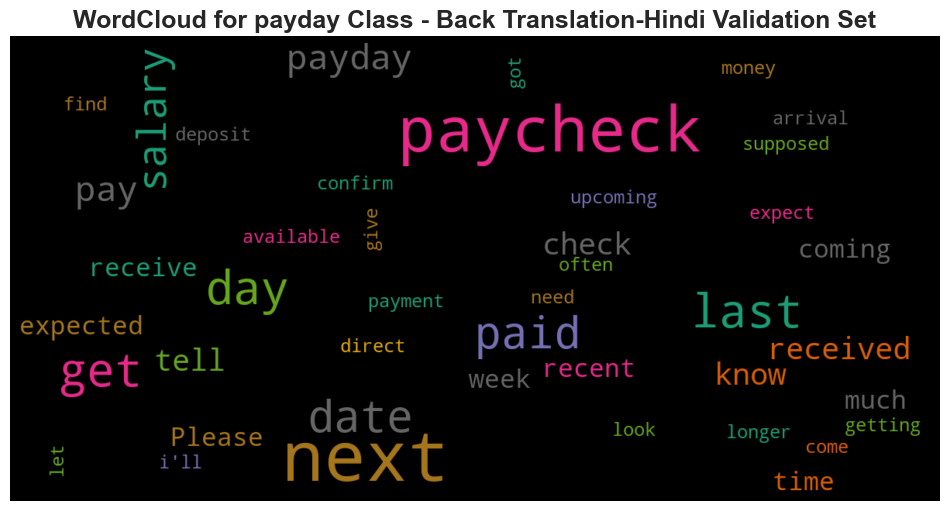 WordCloud for payday Class - Back Translation-Hindi Validation Set
payday
got
money
find
salary
deposit
paycheck
arrival
supposed
pay
confirm
upcoming
expect
give
available
check
coming
often
receive
day
payment
need
last
expected
paid
direct
received
get
tell
recent
know
week
date
much
Please
look
longer
getting
next
come
let
i'll
time